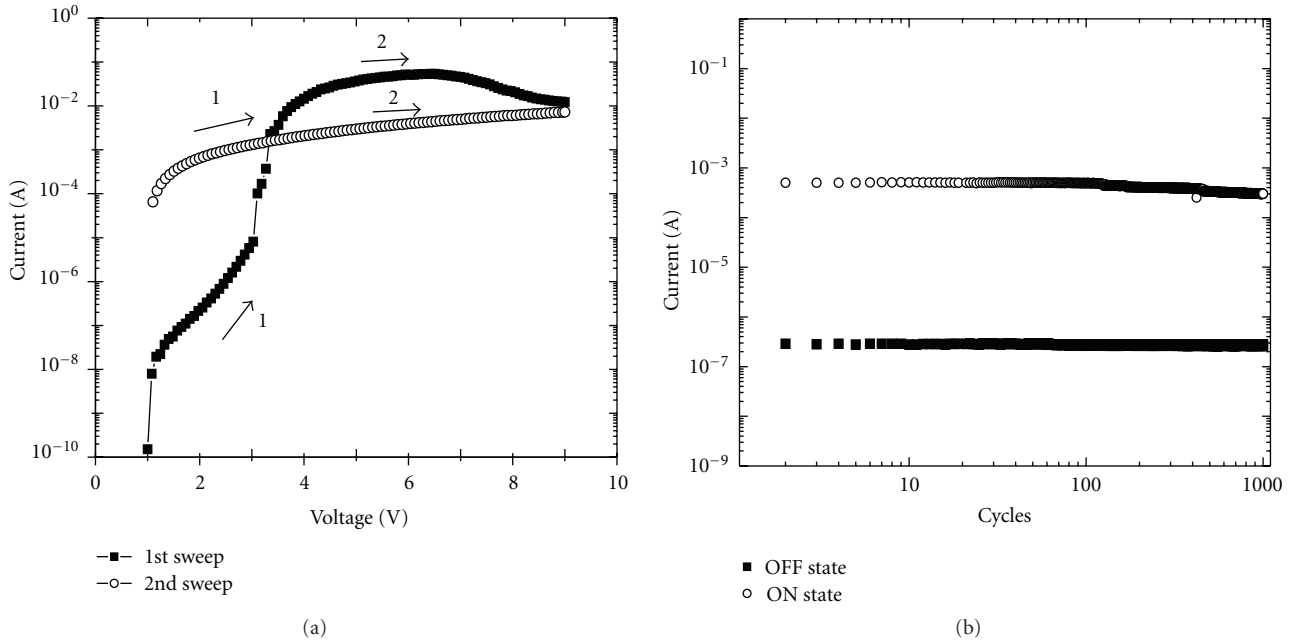 10⁰
10⁻²
10⁻⁴
10⁻⁶
10⁻⁸
10⁻¹⁰
Current (A)
1
2
2
1
0 2 4 6 8 10
Voltage (V)
1st sweep
2nd sweep
(a)
10⁻¹
10⁻³
10⁻⁵
10⁻⁷
10⁻⁹
Current (A)
10 100 1000
Cycles
OFF state
ON state
(b)